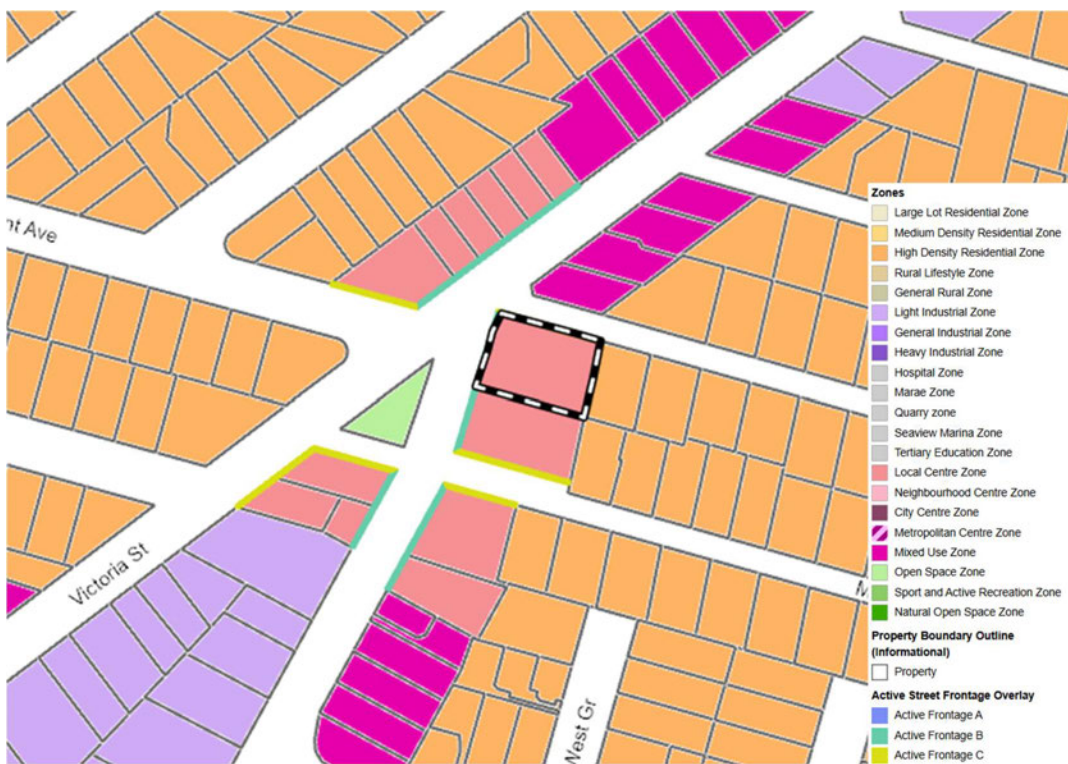 nt Ave
Victoria St
West Gr
M
Zones
Large Lot Residential Zone
Medium Density Residential Zone
High Density Residential Zone
Rural Lifestyle Zone
General Rural Zone
Light Industrial Zone
General Industrial Zone
Heavy Industrial Zone
Hospital Zone
Marae Zone
Quarry zone
Seaview Marina Zone
Tertiary Education Zone
Local Centre Zone
Neighbourhood Centre Zone
City Centre Zone
Metropolitan Centre Zone
Mixed Use Zone
Open Space Zone
Sport and Active Recreation Zone
Natural Open Space Zone
Property Boundary Outline
(Informational)
Property
Active Street Frontage Overlay
Active Frontage A
Active Frontage B
Active Frontage C